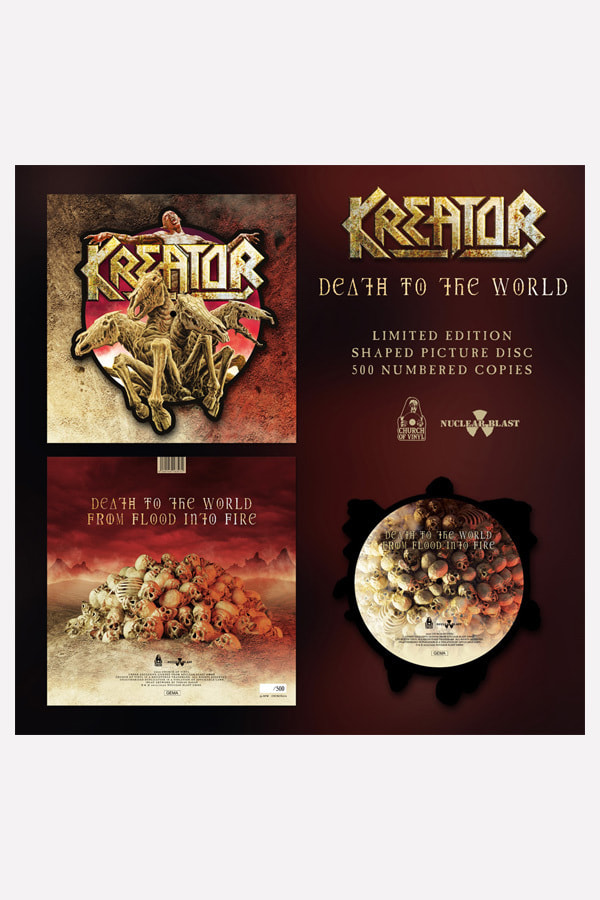 KREATOR
KREATOR
DEATH TO THE WORLD
LIMITED EDITION
SHAPED PICTURE DISC
500 NUMBERED COPIES
CHURCH
OF VINYL
NUCLEAR BLAST
DEATH TO THE WORLD
FROM FLOOD INTO FIRE
GEMA
/500
DEATH TO THE WORLD
FROM FLOOD INTO FIRE
GEMA